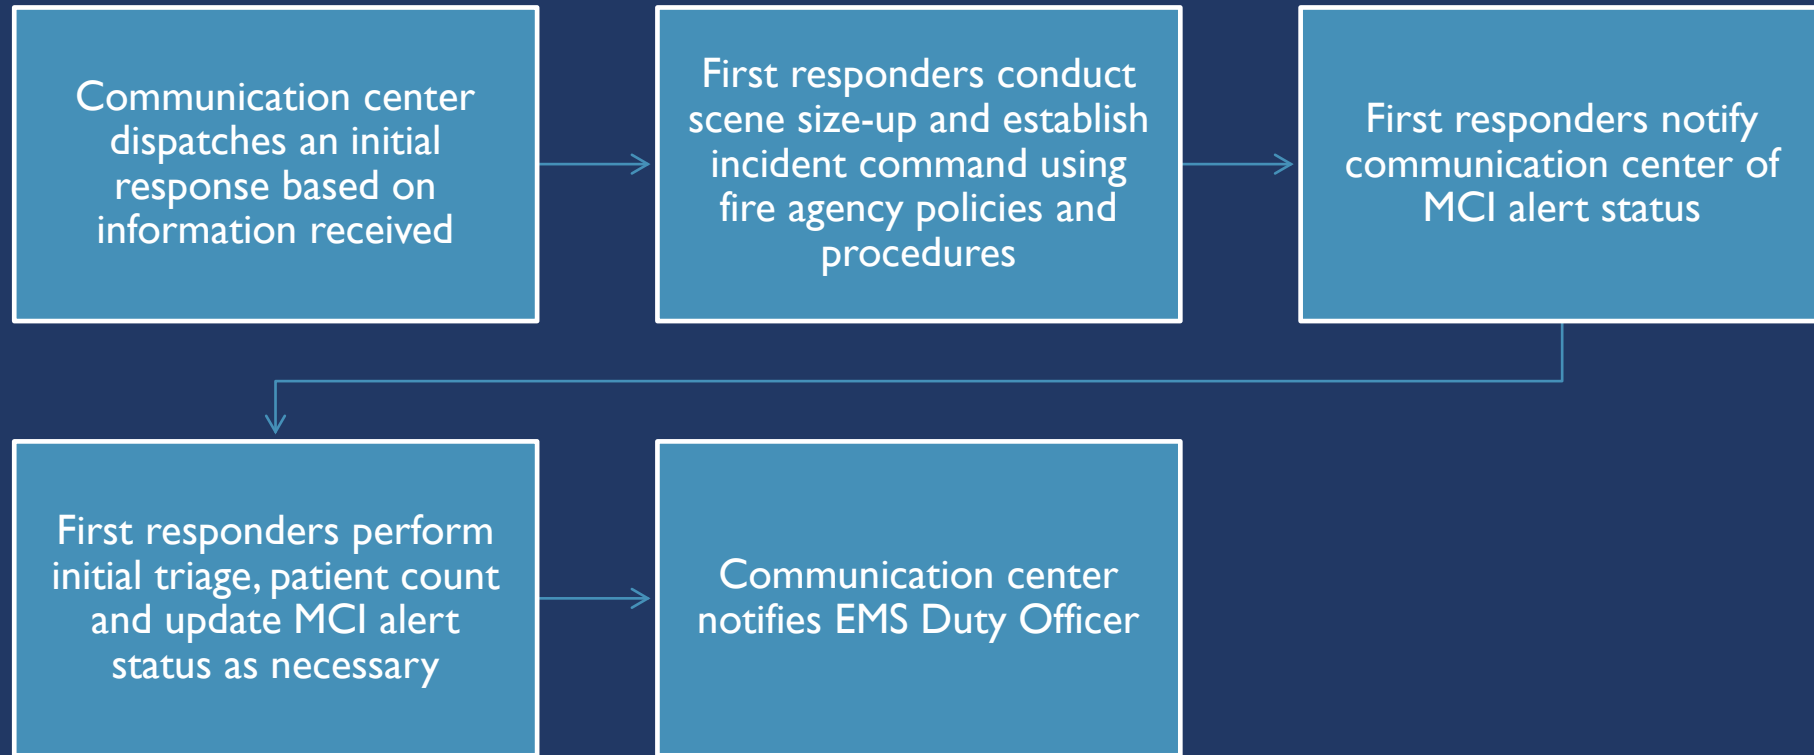 Communication center
dispatches an initial
response based on
information received
First responders conduct
scene size-up and establish
incident command using
fire agency policies and
procedures
First responders notify
communication center of
MCI alert status
First responders perform
initial triage, patient count
and update MCI alert
status as necessary
Communication center
notifies EMS Duty Officer